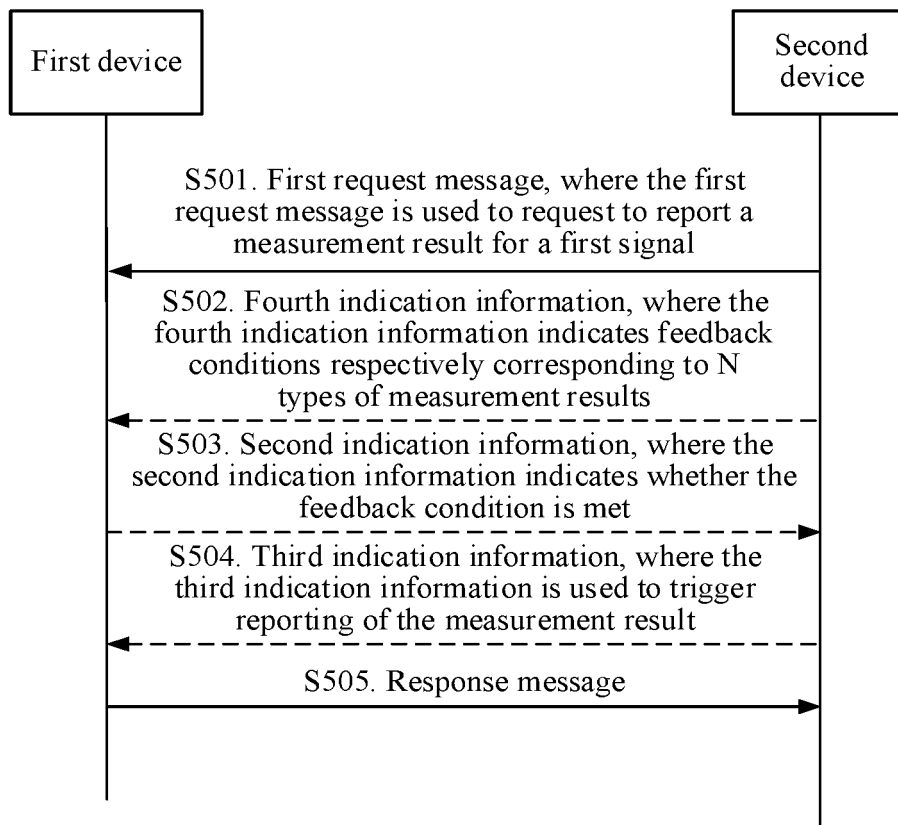 First device
Second
device
S501. First request message, where the first
request message is used to request to report a
measurement result for a first signal
S502. Fourth indication information, where the
fourth indication information indicates feedback
conditions respectively corresponding to N
types of measurement results
S503. Second indication information, where the
second indication information indicates whether the
feedback condition is met
S504. Third indication information, where the
third indication information is used to trigger
reporting of the measurement result
S505. Response message